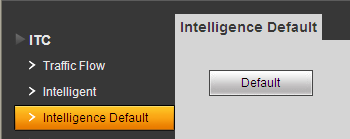 ITC
Traffic Flow
Intelligent
Intelligence Default
Intelligence Default
Default